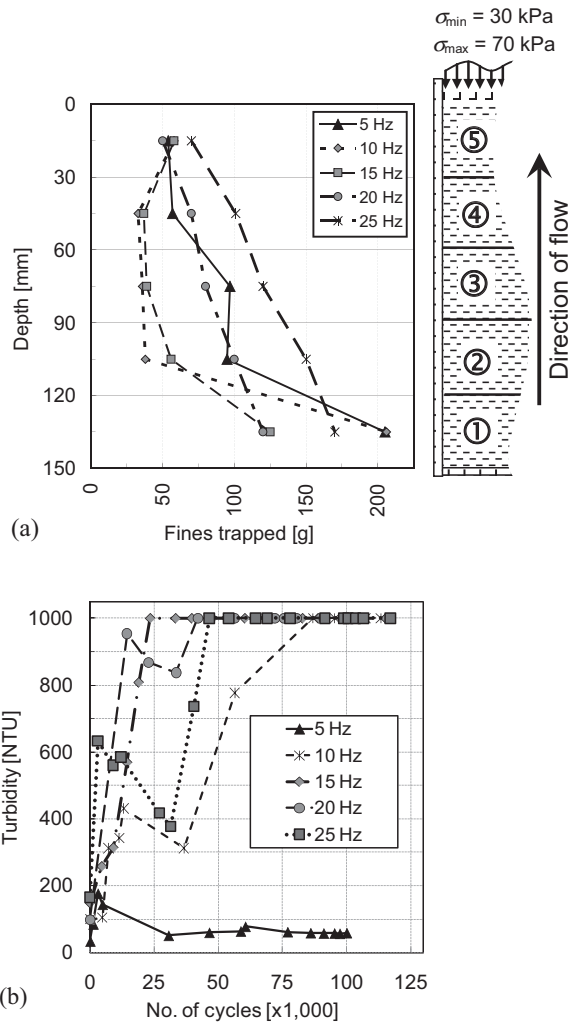 σmin = 30 kPa
σmax = 70 kPa
0
30
60
90
120
150
Depth [mm]
5 Hz
10 Hz
15 Hz
20 Hz
25 Hz
0
50
100
150
200
Fines trapped [g]
(a)
⑤
④
③
②
①
Direction of flow
1000
800
600
400
200
0
Turbidity [NTU]
5 Hz
10 Hz
15 Hz
20 Hz
25 Hz
0
25
50
75
100
125
No. of cycles [x1,000]
(b)